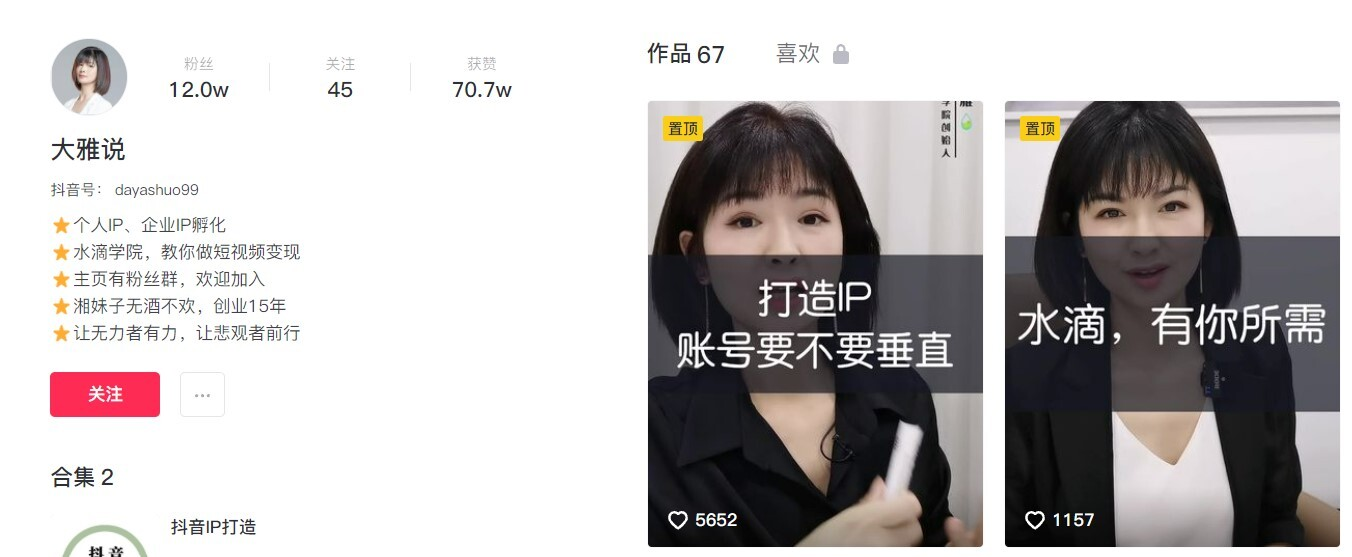 粉丝
12.0w
关注
45
获赞
70.7w
大雅说
抖音号： dayashuo99
个人IP、企业IP孵化
水滴学院，教你做短视频变现
主页有粉丝群，欢迎加入
湘妹子无酒不欢，创业15年
让无力者有力，让悲观者前行
关注
合集 2
抖音IP打造
抖音
作品 67
喜欢
置顶
院创始人
打造IP
账号要不要垂直
5652
置顶
水滴，有你所需
1157